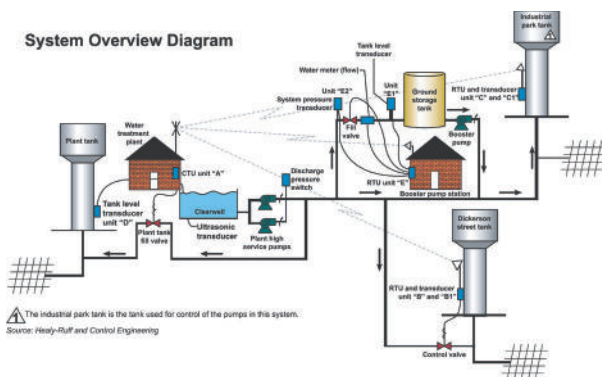 System Overview Diagram
Industrial
park tank
1
Tank level
transducer
Water meter (flow)
Unit "E2"
System pressure
transducer
Unit
"E1"
Ground
storage
tank
RTU and transducer
unit "C" and "C1"
Fill
valve
Booster
pump
Water
treatment
plant
Plant tank
CTU unit "A"
Discharge
pressure
switch
RTU unit "E"
Booster pump station
Clearwell
Tank level
transducer
unit "D"
Ultrasonic
transducer
Plant tank
fill valve
Plant high
service pumps
Dickerson
street tank
RTU and transducer
unit "B" and "B1"
Control valve
1 The industrial park tank is the tank used for control of the pumps in this system.
Source: Healy-Ruff and Control Engineering